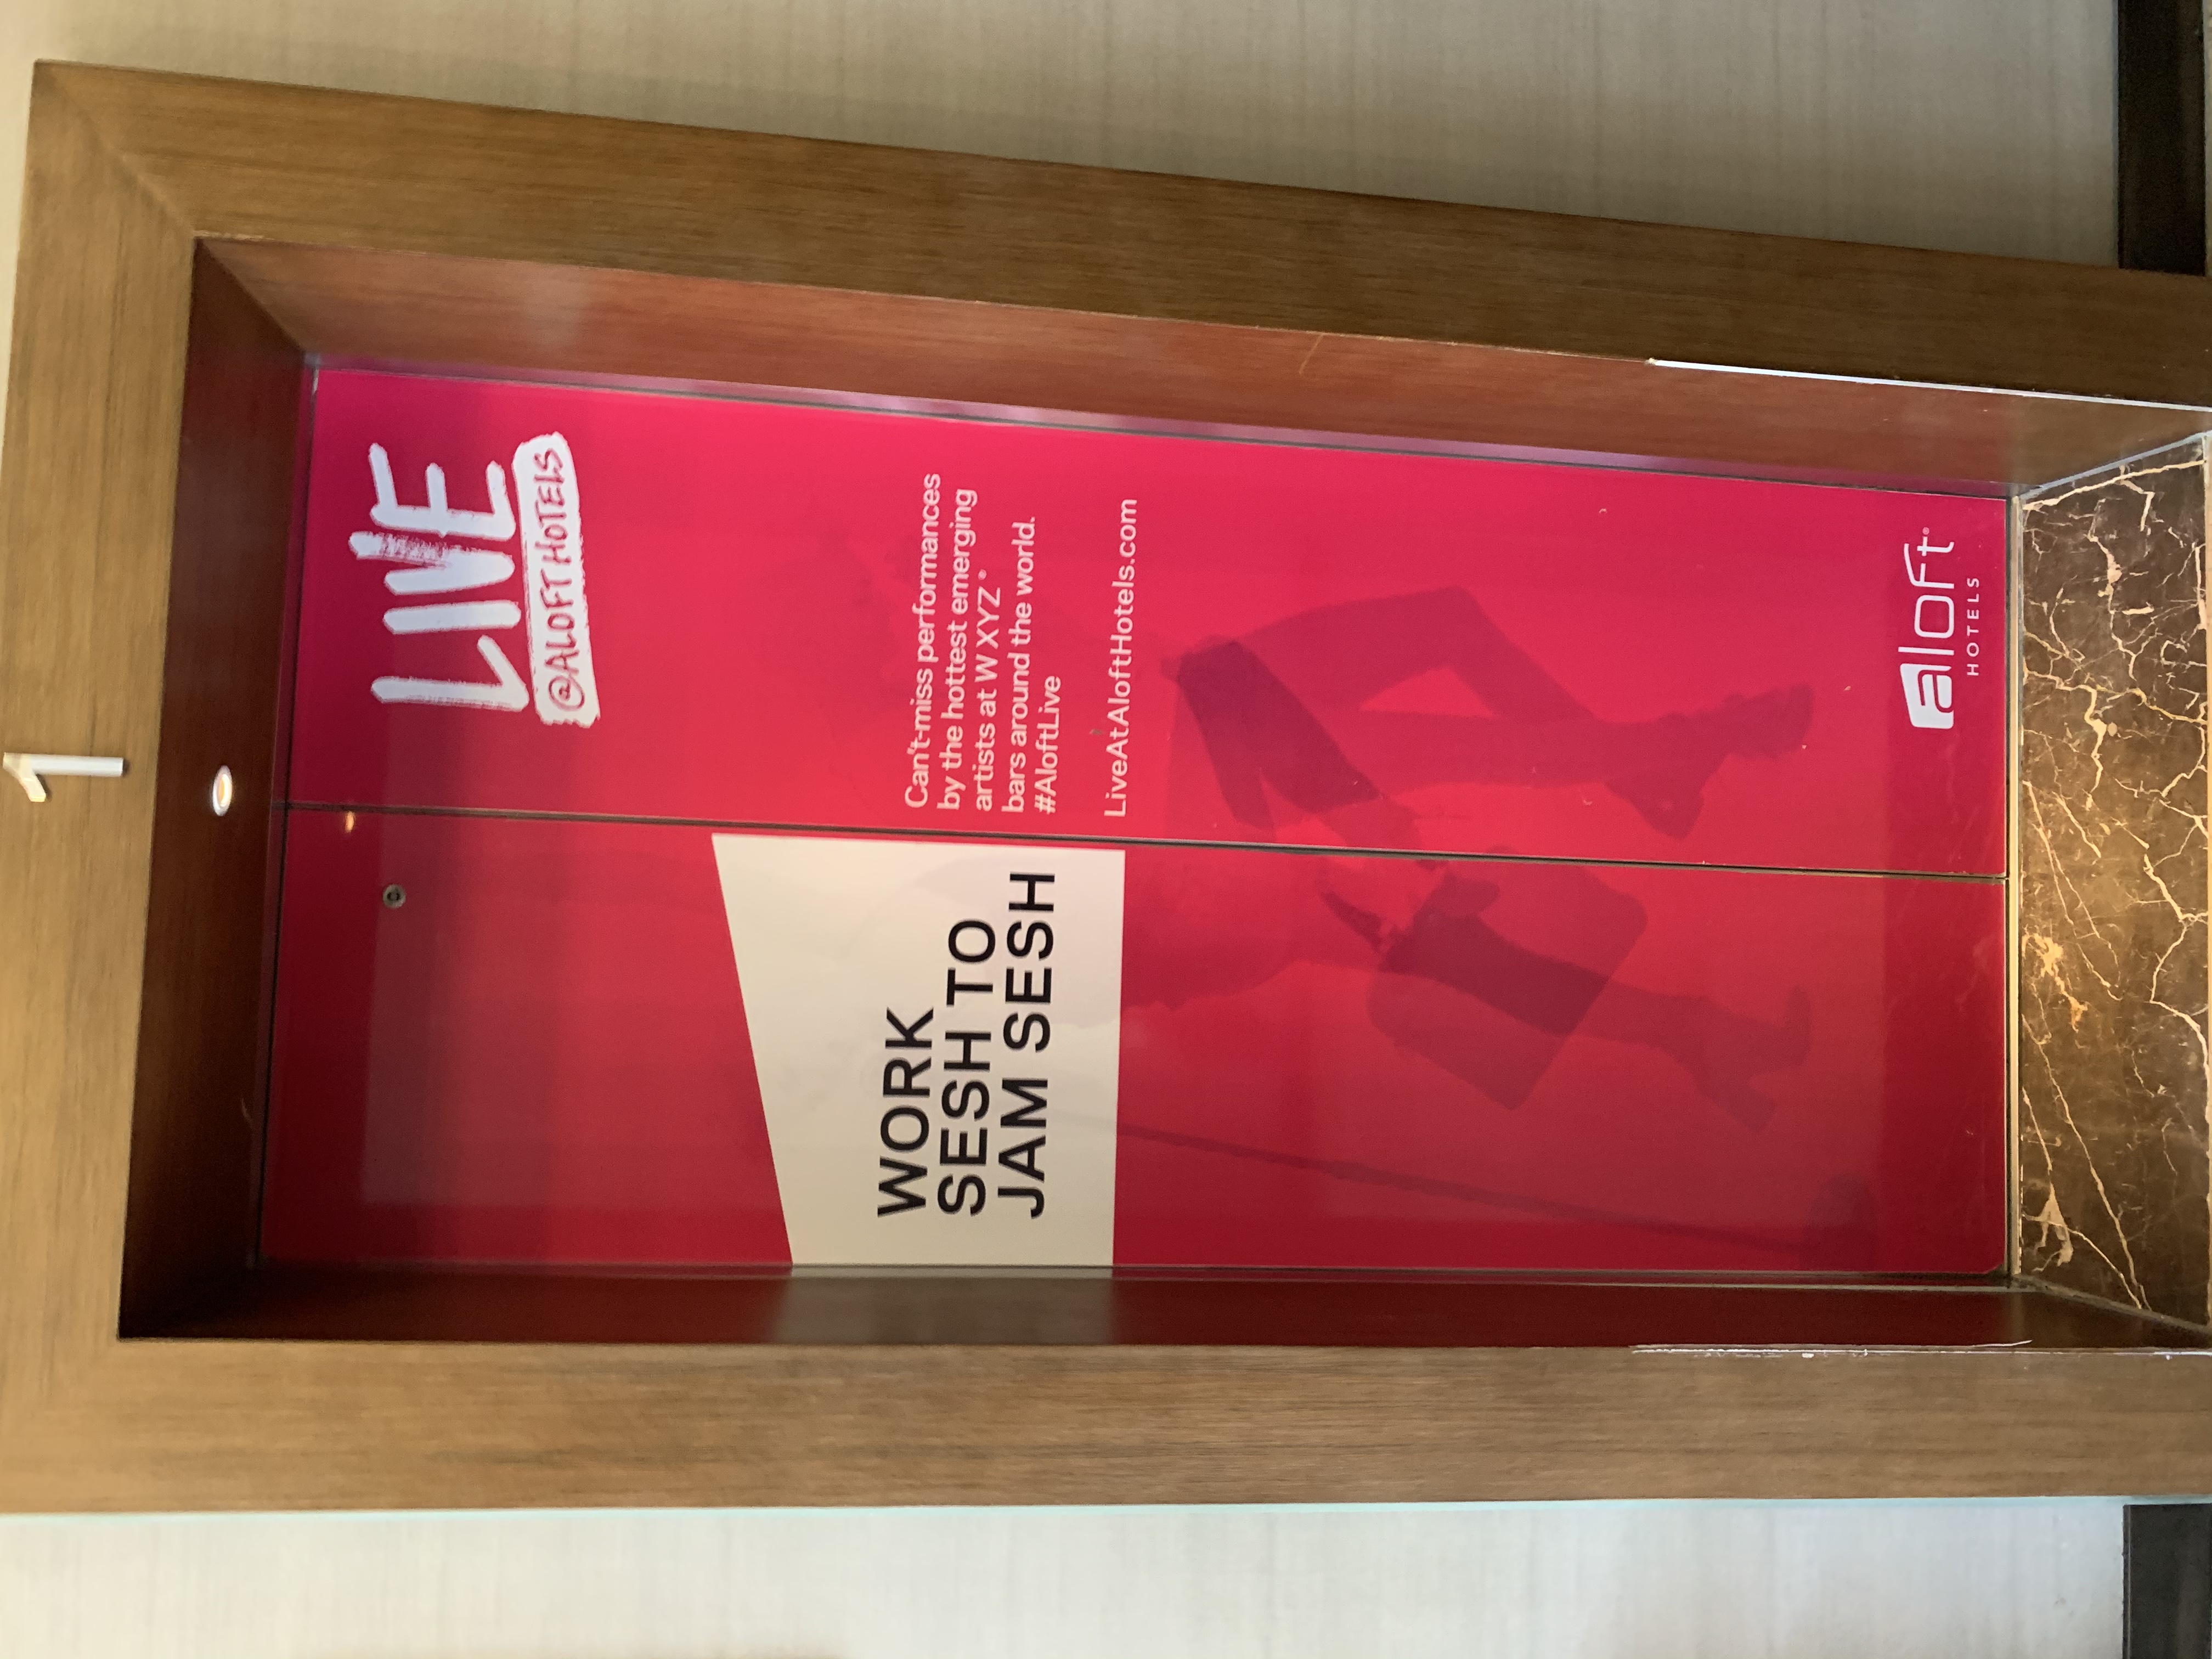 1
LIVE
@ALOFT HOTELS
Can't-miss performances
by the hottest emerging
artists at W XYZ®
bars around the world.
#AloftLive
LiveAtAloftHotels.com
WORK
SESH TO
JAM SESH
aloft
HOTELS